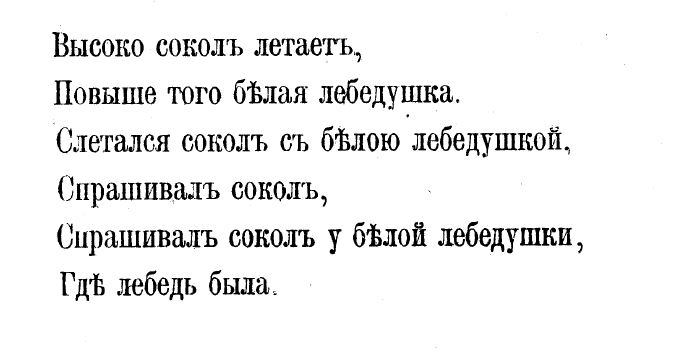 Высоко соколъ летаетъ,
Повыше того бѣлая лебедушка.
Слетался соколъ съ бѣлою лебедушкой,
Спрашивалъ соколъ,
Спрашивалъ соколъ у бѣлой лебедушки,
Гдѣ лебедь была.